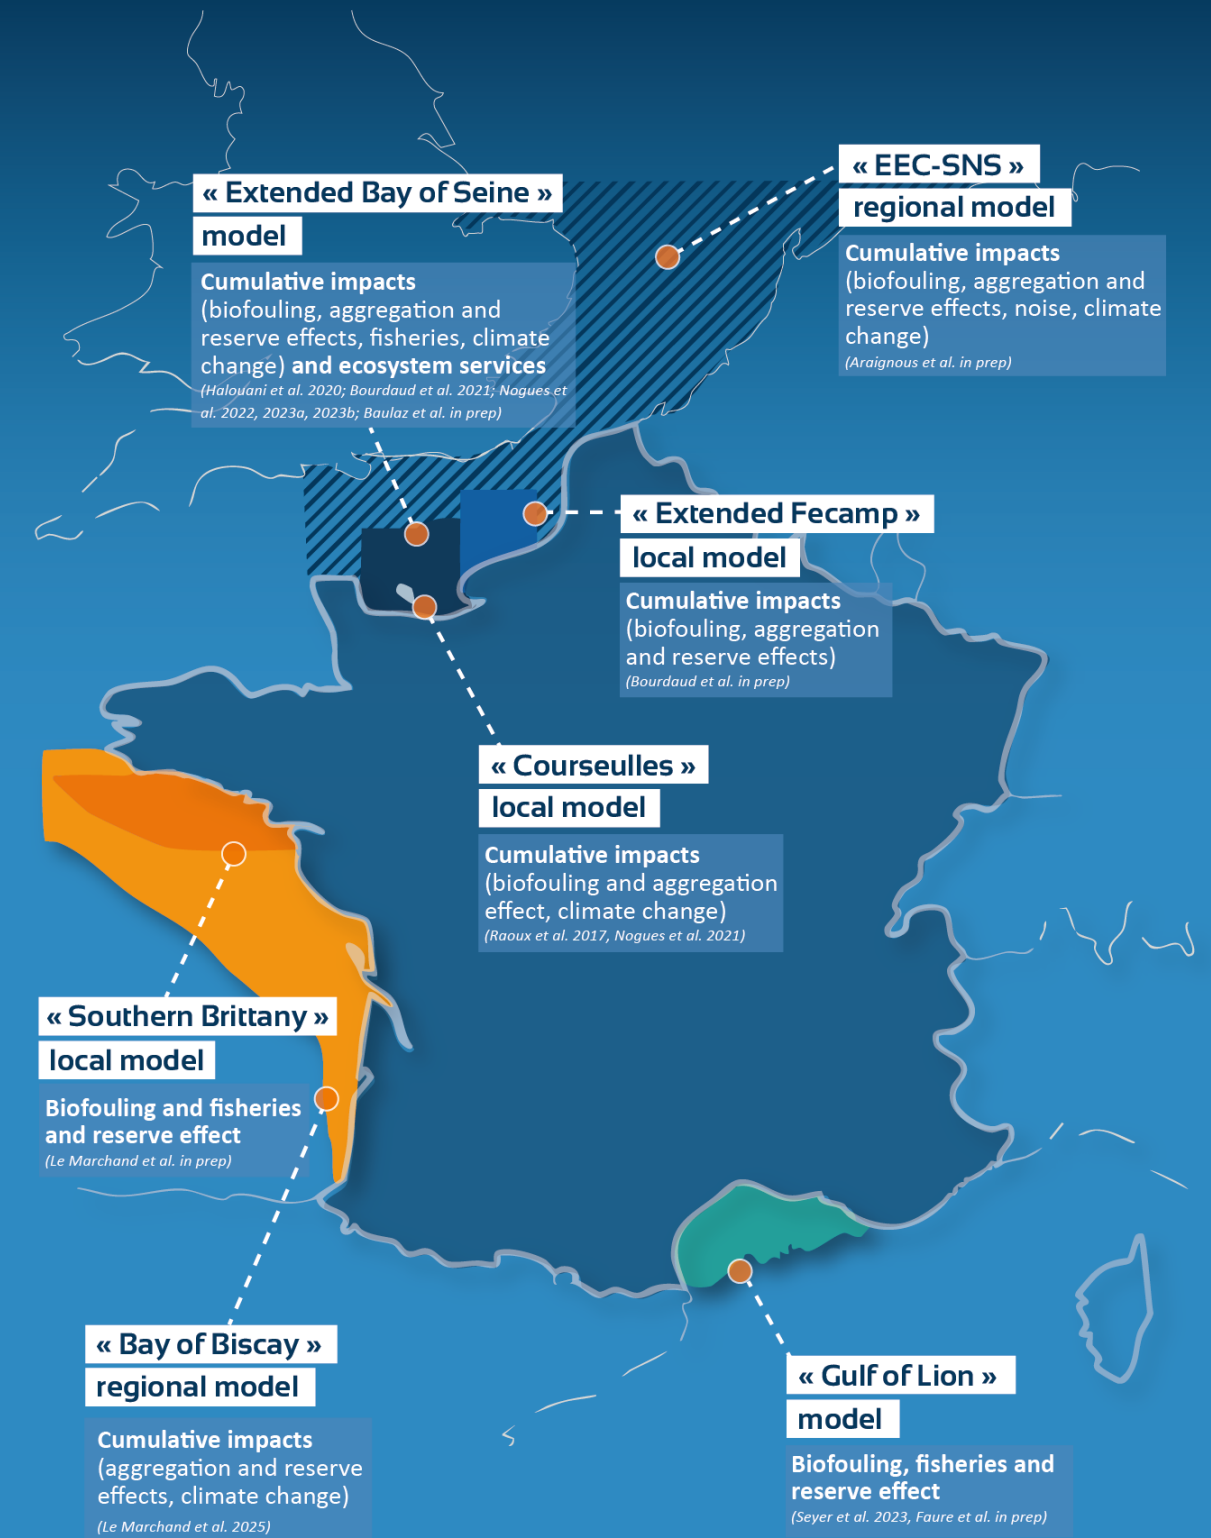 « Extended Bay of Seine »
model
Cumulative impacts
(biofouling, aggregation and
reserve effects, fisheries, climate
change) and ecosystem services
(Halouani et al. 2020; Bourdaud et al. 2021; Nogues et
al. 2022, 2023a, 2023b; Baulaz et al. in prep)
« EEC-SNS »
regional model
Cumulative impacts
(biofouling, aggregation and
reserve effects, noise, climate
change)
(Araignous et al. in prep)
« Extended Fecamp »
local model
Cumulative impacts
(biofouling, aggregation
and reserve effects)
(Bourdaud et al. in prep)
« Courseulles »
local model
Cumulative impacts
(biofouling and aggregation
effect, climate change)
(Raoux et al. 2017, Nogues et al. 2021)
« Southern Brittany »
local model
Biofouling and fisheries
and reserve effect
(Le Marchand et al. in prep)
« Bay of Biscay »
regional model
Cumulative impacts
(aggregation and reserve
effects, climate change)
(Le Marchand et al. 2025)
« Gulf of Lion »
model
Biofouling, fisheries and
reserve effect
(Seyer et al. 2023, Faure et al. in prep)